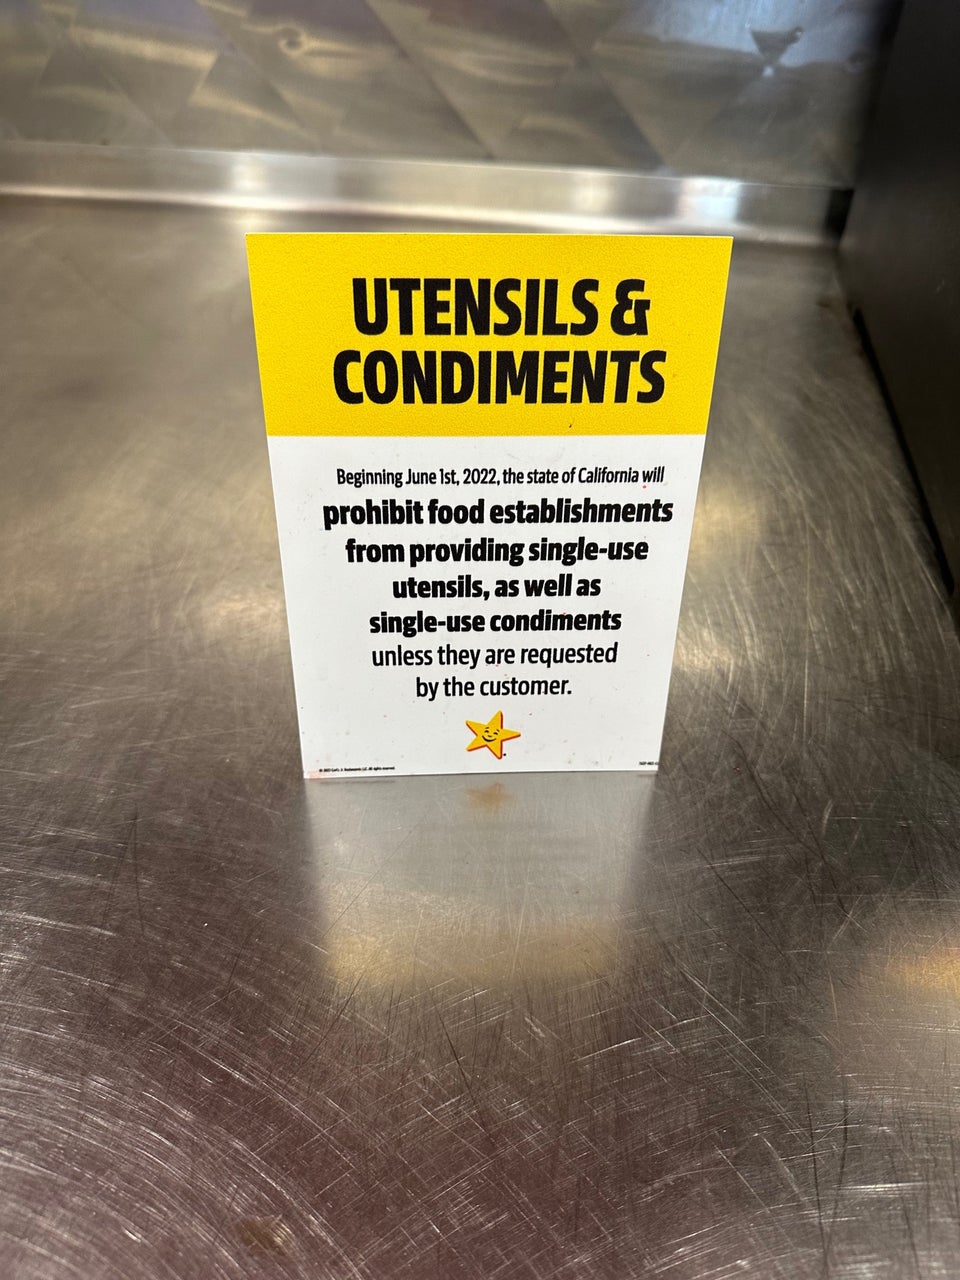 UTENSILS &
CONDIMENTS
Beginning June 1st, 2022, the state of California will
prohibit food establishments
from providing single-use
utensils, as well as
single-use condiments
unless they are requested
by the customer.